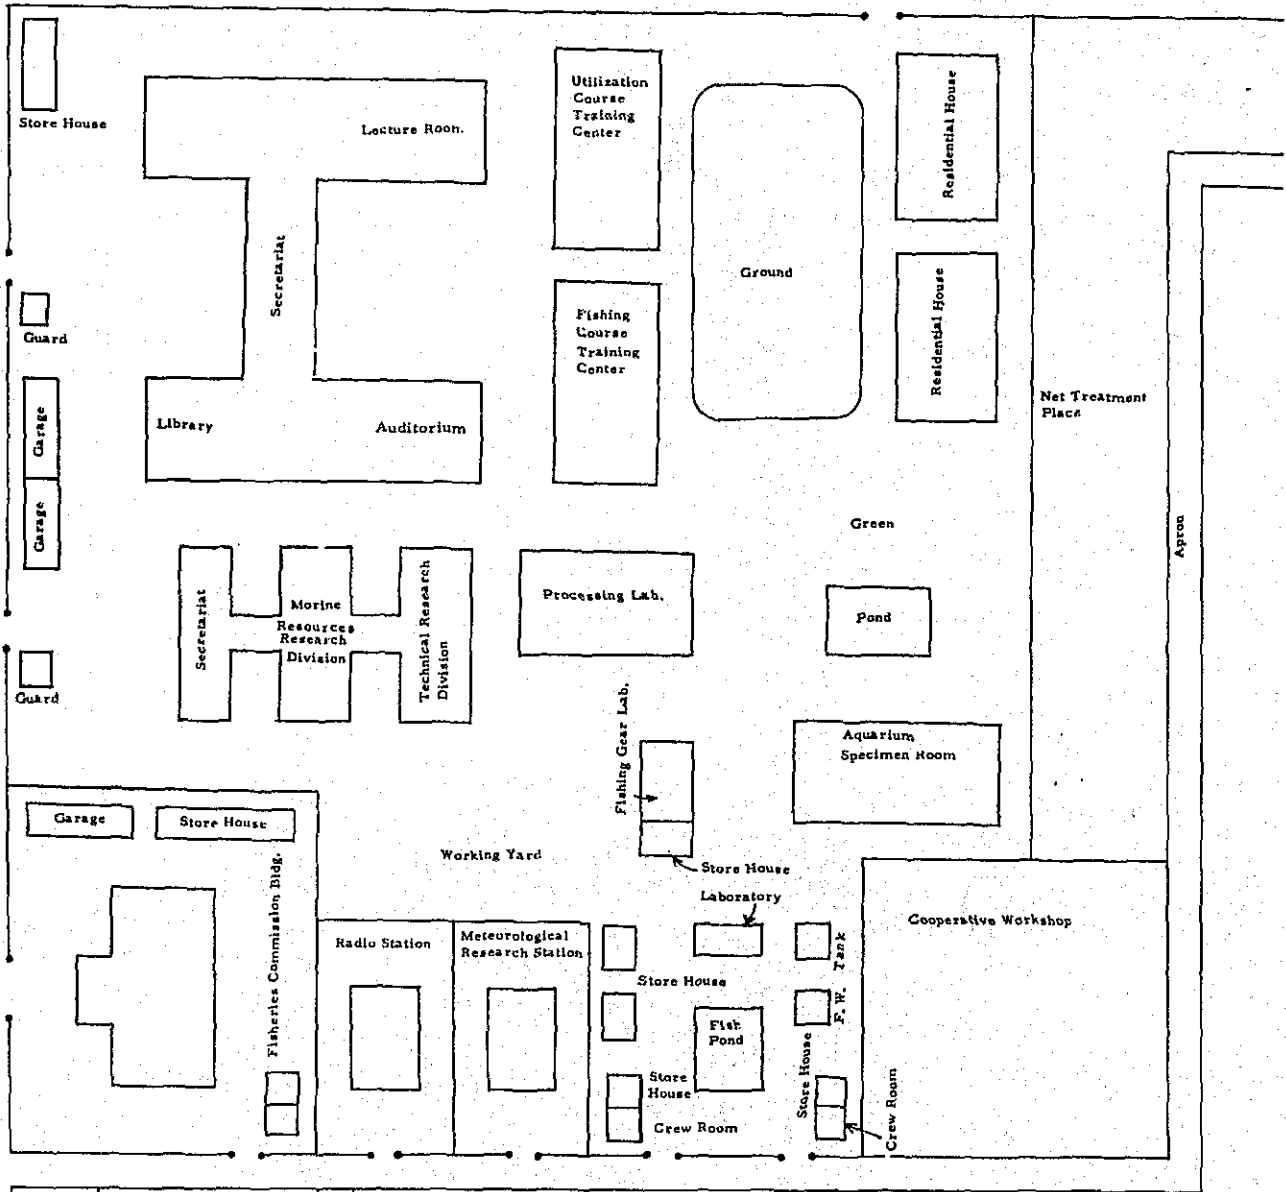 Store House
Lecture Room.
Utilization
Course
Training
Center
Residential House
Secretariat
Ground
Guard
Fishing
Course
Training
Center
Residential House
Garage
Garage
Library
Auditorium
Net Treatment
Place
Green
Apron
Secretariat
Morine
Resources
Research
Division
Technical Research
Division
Processing Lab.
Pond
Guard
Fishing Gear Lab.
Aquarium
Specimen Room
Garage
Store House
Working Yard
Store House
Laboratory
Fisheries Commission Bldg.
Radio Station
Meteorological
Research Station
Store House
F. W. Tank
Cooperative Workshop
Fish
Pond
Store
House
Crew Room
Store House
Crew Room